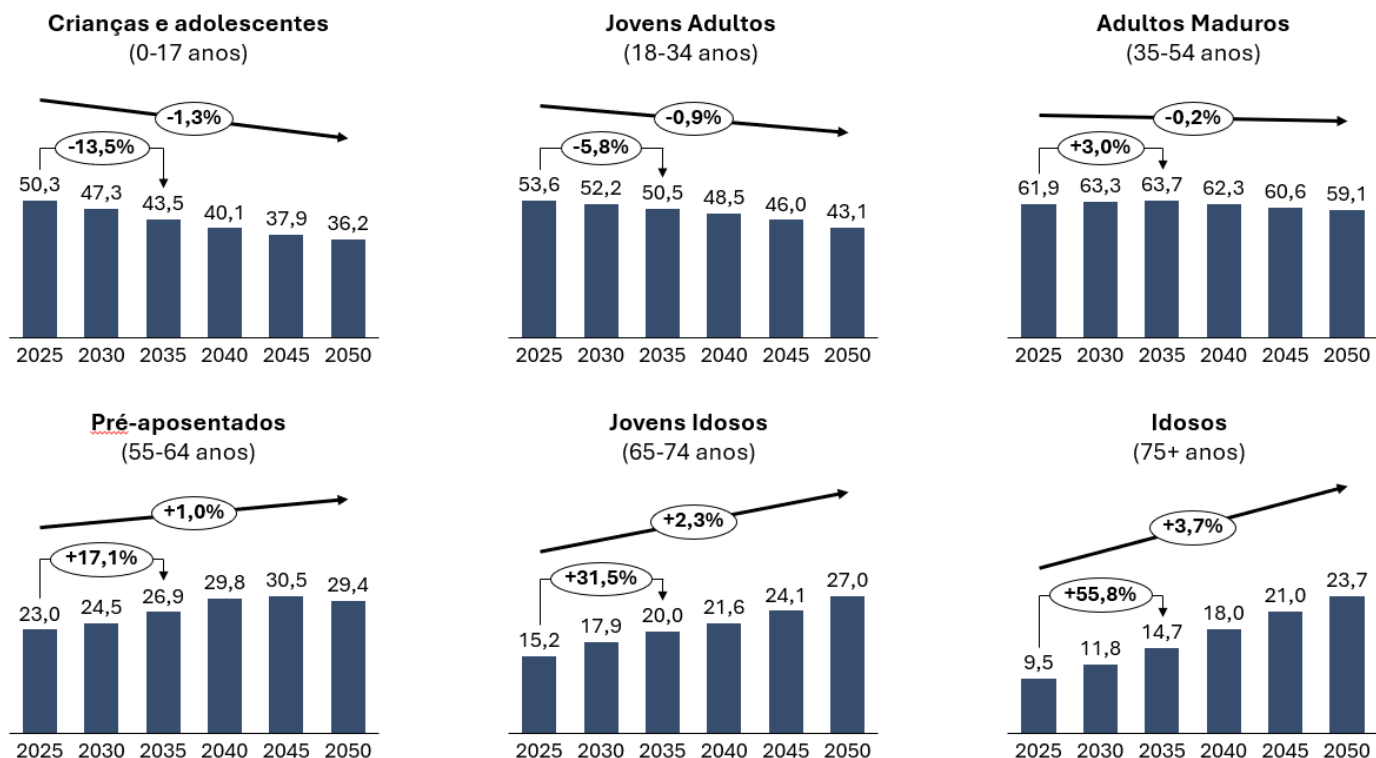 Crianças e adolescentes
(0-17 anos)
-1,3%
-13,5%
50,3 47,3 43,5 40,1 37,9 36,2
2025 2030 2035 2040 2045 2050
Jovens Adultos
(18-34 anos)
-0,9%
-5,8%
53,6 52,2 50,5 48,5 46,0 43,1
2025 2030 2035 2040 2045 2050
Adultos Maduros
(35-54 anos)
-0,2%
+3,0%
61,9 63,3 63,7 62,3 60,6 59,1
2025 2030 2035 2040 2045 2050
Pré-aposentados
(55-64 anos)
+1,0%
+17,1%
23,0 24,5 26,9 29,8 30,5 29,4
2025 2030 2035 2040 2045 2050
Jovens Idosos
(65-74 anos)
+2,3%
+31,5%
15,2 17,9 20,0 21,6 24,1 27,0
2025 2030 2035 2040 2045 2050
Idosos
(75+ anos)
+3,7%
+55,8%
9,5 11,8 14,7 18,0 21,0 23,7
2025 2030 2035 2040 2045 2050